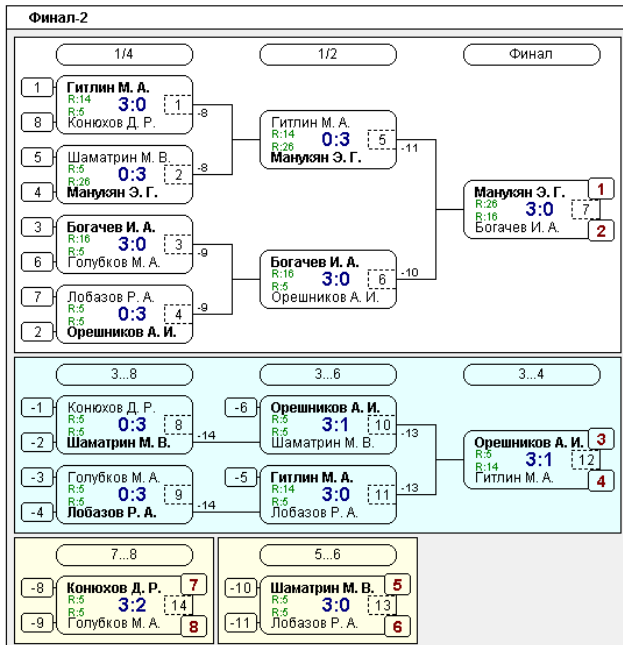 Финал-2
1/4
1/2
Финал
1
Гитлин М. А.
R:14
R:5
3:0
1
-8
8
Конюхов Д. Р.
5
Шаматрин М. В.
R:5
R:26
0:3
2
-8
4
Манукян Э. Г.
3
Богачев И. А.
R:16
R:5
3:0
3
-9
6
Голубков М. А.
7
Лобазов Р. А.
R:5
R:5
0:3
4
-9
2
Орешников А. И.
Гитлин М. А.
R:14
R:26
0:3
5
-11
Манукян Э. Г.
Богачев И. А.
R:16
R:5
3:0
6
-10
Орешников А. И.
Манукян Э. Г.
1
R:26
R:16
3:0
7
Богачев И. А.
2
3...8
3...6
3...4
-1
Конюхов Д. Р.
R:5
R:5
0:3
8
-14
-2
Шаматрин М. В.
-3
Голубков М. А.
R:5
R:5
0:3
9
-14
-4
Лобазов Р. А.
-6
Орешников А. И.
R:5
R:5
3:1
10
-13
Шаматрин М. В.
-5
Гитлин М. А.
R:14
R:5
3:0
11
-13
Лобазов Р. А.
Орешников А. И.
3
R:5
R:14
3:1
12
Гитлин М. А.
4
7...8
5...6
-8
Конюхов Д. Р.
7
R:5
R:5
3:2
14
-9
Голубков М. А.
8
-10
Шаматрин М. В.
5
R:5
R:5
3:0
13
-11
Лобазов Р. А.
6